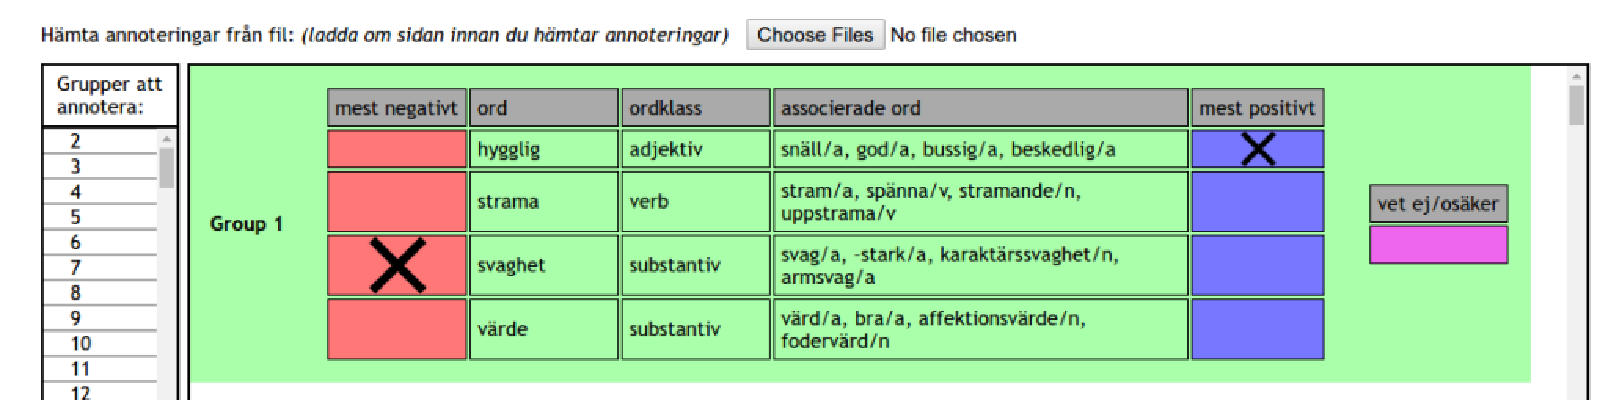 Hämta annoteringar från fil: (ladda om sidan innan du hämtar annoteringar) Choose Files No file chosen
Grupper att
annotera:
2
3
4
5
6
7
8
9
10
11
12
Group 1
mest negativt ord ordklass associerade ord mest positivt
hygglig adjektiv snäll/a, god/a, bussig/a, beskedlig/a
strama verb stram/a, spänna/v, stramande/n,
uppstrama/v
svaghet substantiv svag/a, -stark/a, karaktärssvaghet/n,
armsvag/a
värde substantiv värd/a, bra/a, affektionsvärde/n,
fodervärd/n
vet ej/osäker